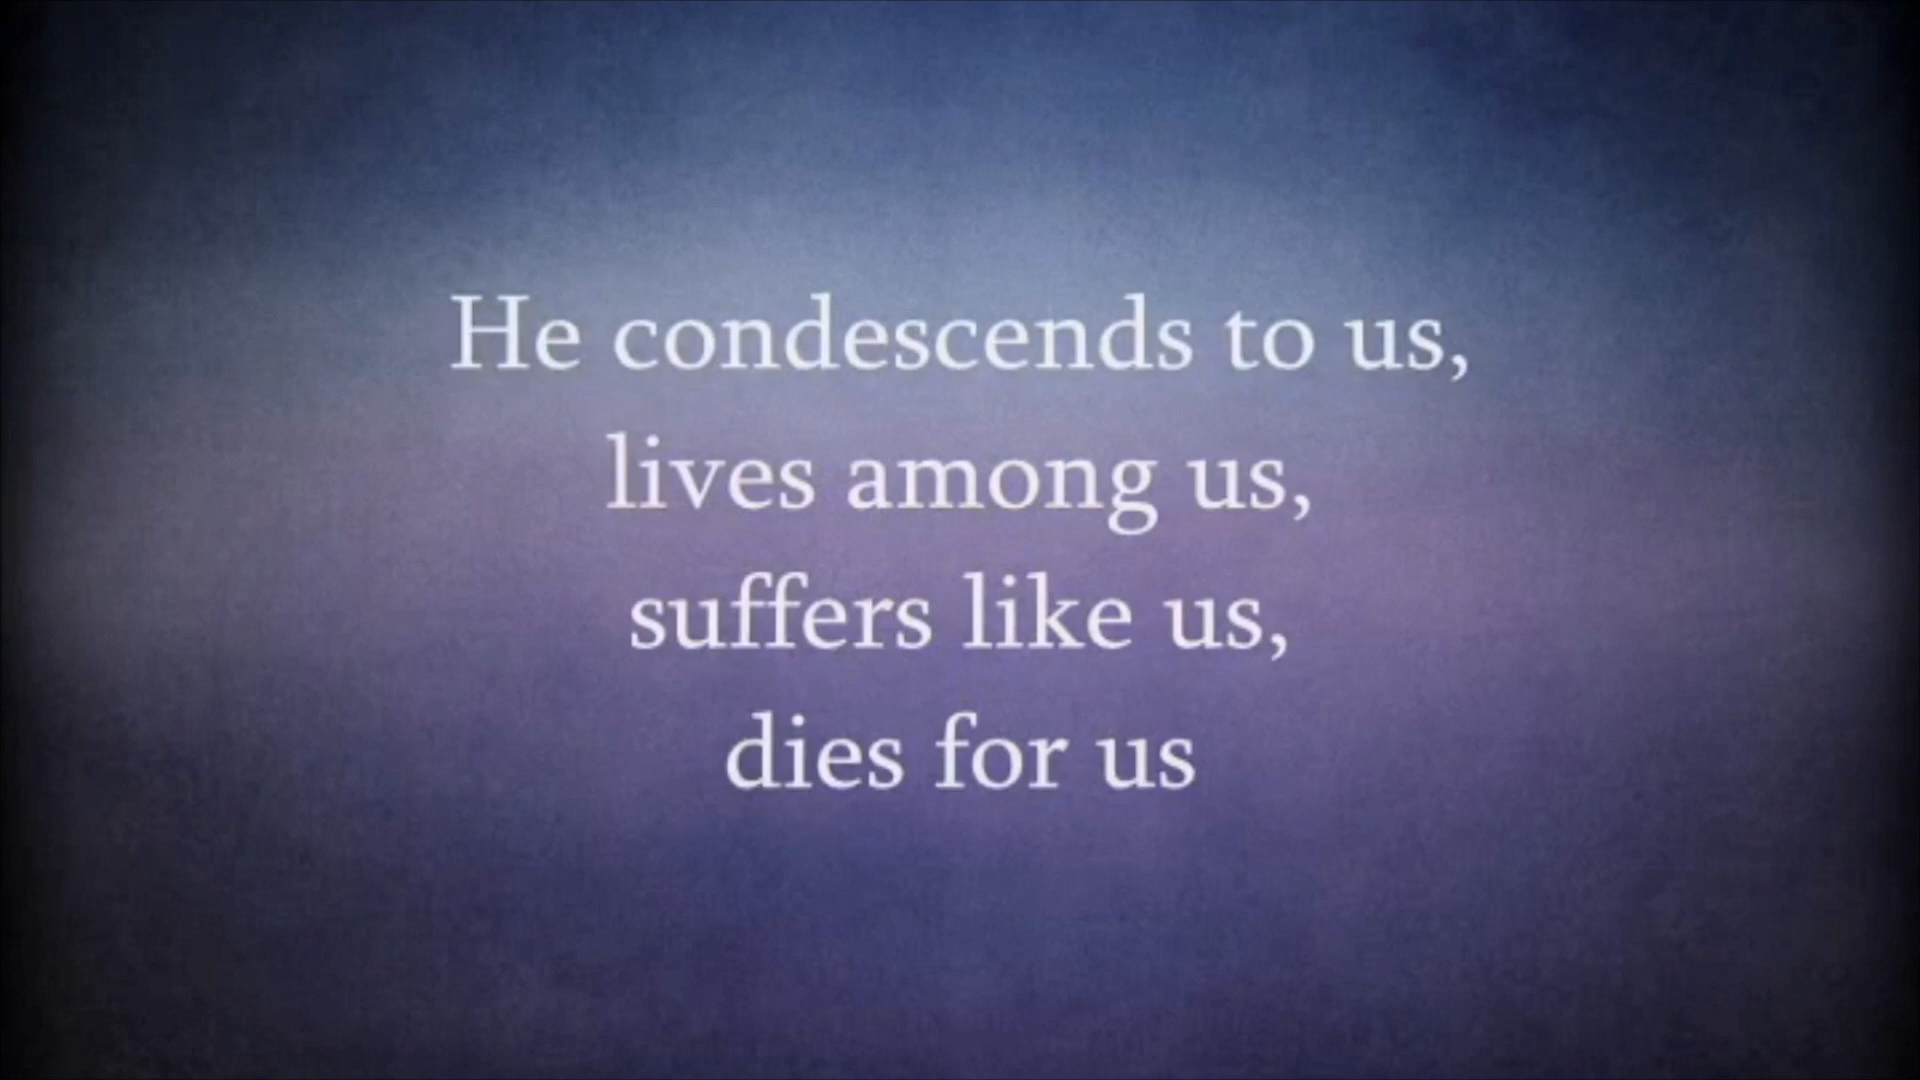 He condescends to us,
lives among us,
suffers like us,
dies for us